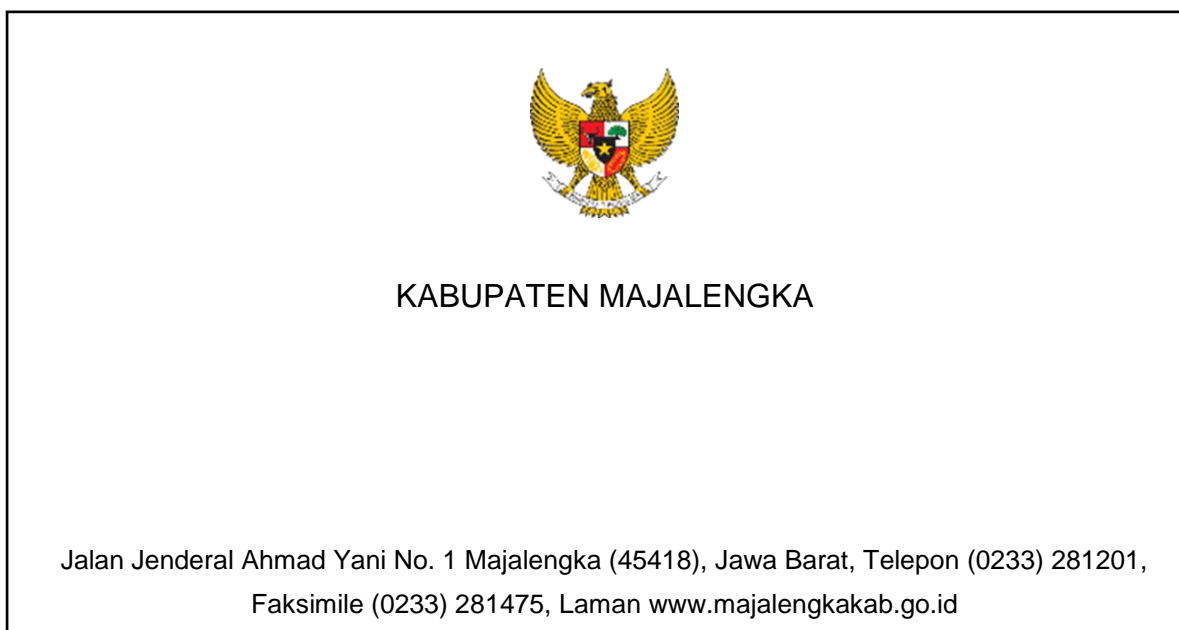 KABUPATEN MAJALENGKA
Jalan Jenderal Ahmad Yani No. 1 Majalengka (45418), Jawa Barat, Telepon (0233) 281201,
Faksimile (0233) 281475, Laman www.majalengkakab.go.id